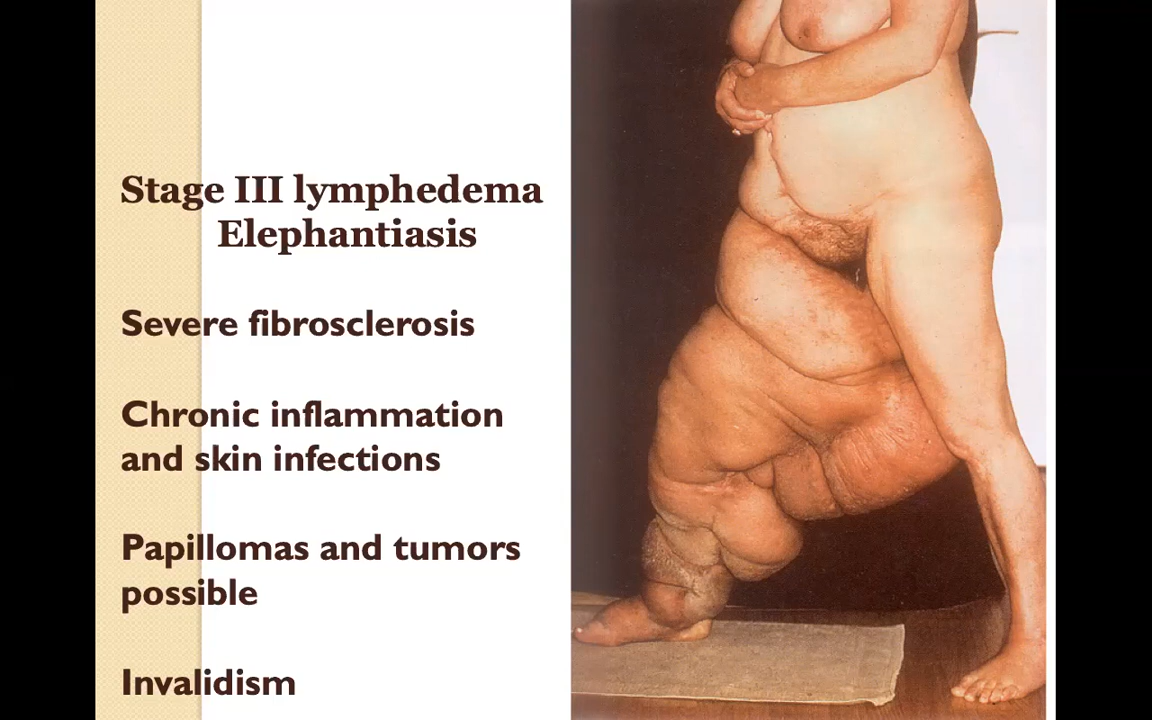 Stage III lymphedema
Elephantiasis
Severe fibrosclerosis
Chronic inflammation
and skin infections
Papillomas and tumors
possible
Invalidism